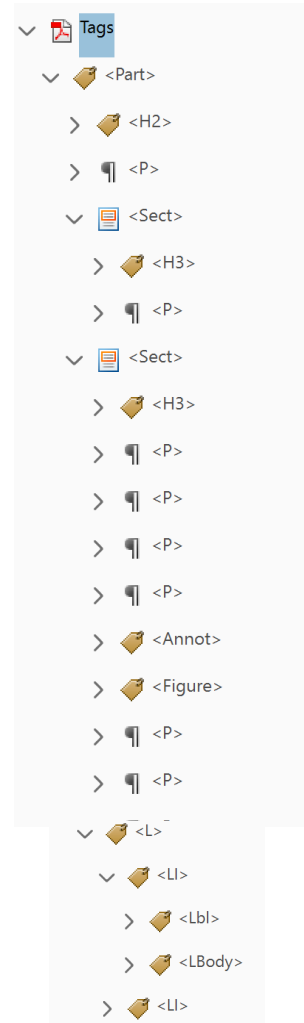 Tags
<Part>
<H2>
<P>
<Sect>
<H3>
<P>
<Sect>
<H3>
<P>
<P>
<P>
<P>
<Annot>
<Figure>
<P>
<P>
<L>
<LI>
<Lbl>
<LBody>
<LI>